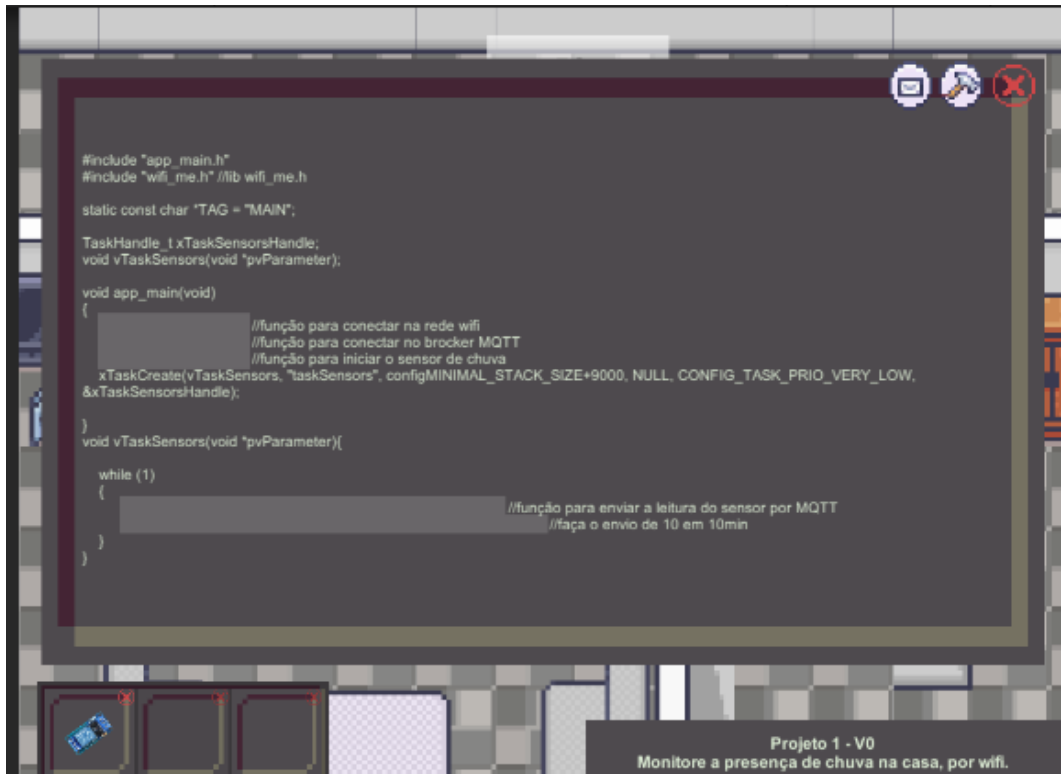 #include "app_main.h"
#include "wifi_me.h" //lib wifi_me.h
static const char *TAG = "MAIN";
TaskHandle_t xTaskSensorsHandle;
void vTaskSensors(void *pvParameter);
void app_main(void)
{
//função para conectar na rede wifi
//função para conectar no brocker MQTT
//função para iniciar o sensor de chuva
xTaskCreate(vTaskSensors, "taskSensors", configMINIMAL_STACK_SIZE+9000, NULL, CONFIG_TASK_PRIO_VERY_LOW,
&xTaskSensorsHandle);
}
void vTaskSensors(void *pvParameter){
while (1)
{
//função para enviar a leitura do sensor por MQTT
//faça o envio de 10 em 10min
}
}
Projeto 1 - V0
Monitore a presença de chuva na casa, por wifi.